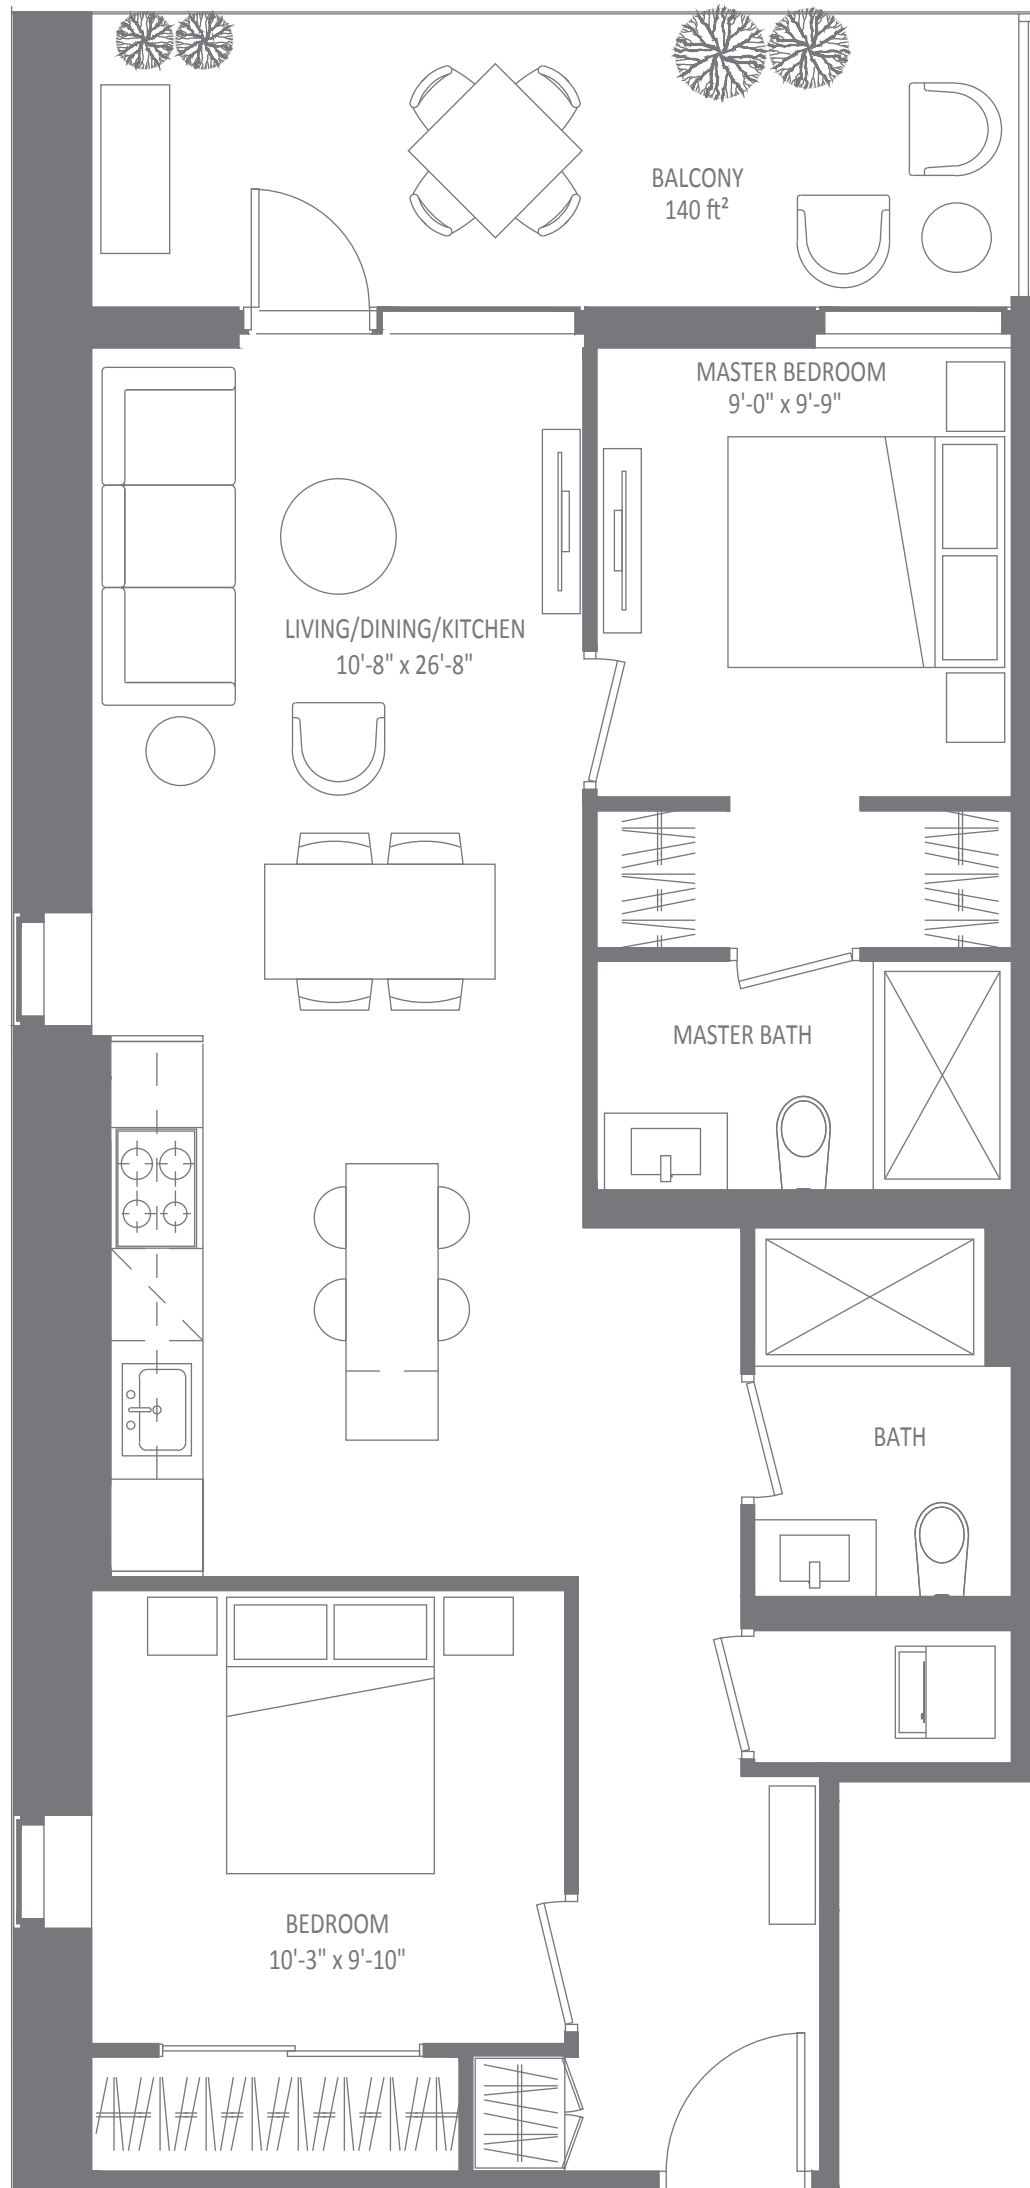 BALCONY
140 ft²
MASTER BEDROOM
9'-0" x 9'-9"
LIVING/DINING/KITCHEN
10'-8" x 26'-8"
MASTER BATH
BATH
BEDROOM
10'-3" x 9'-10"